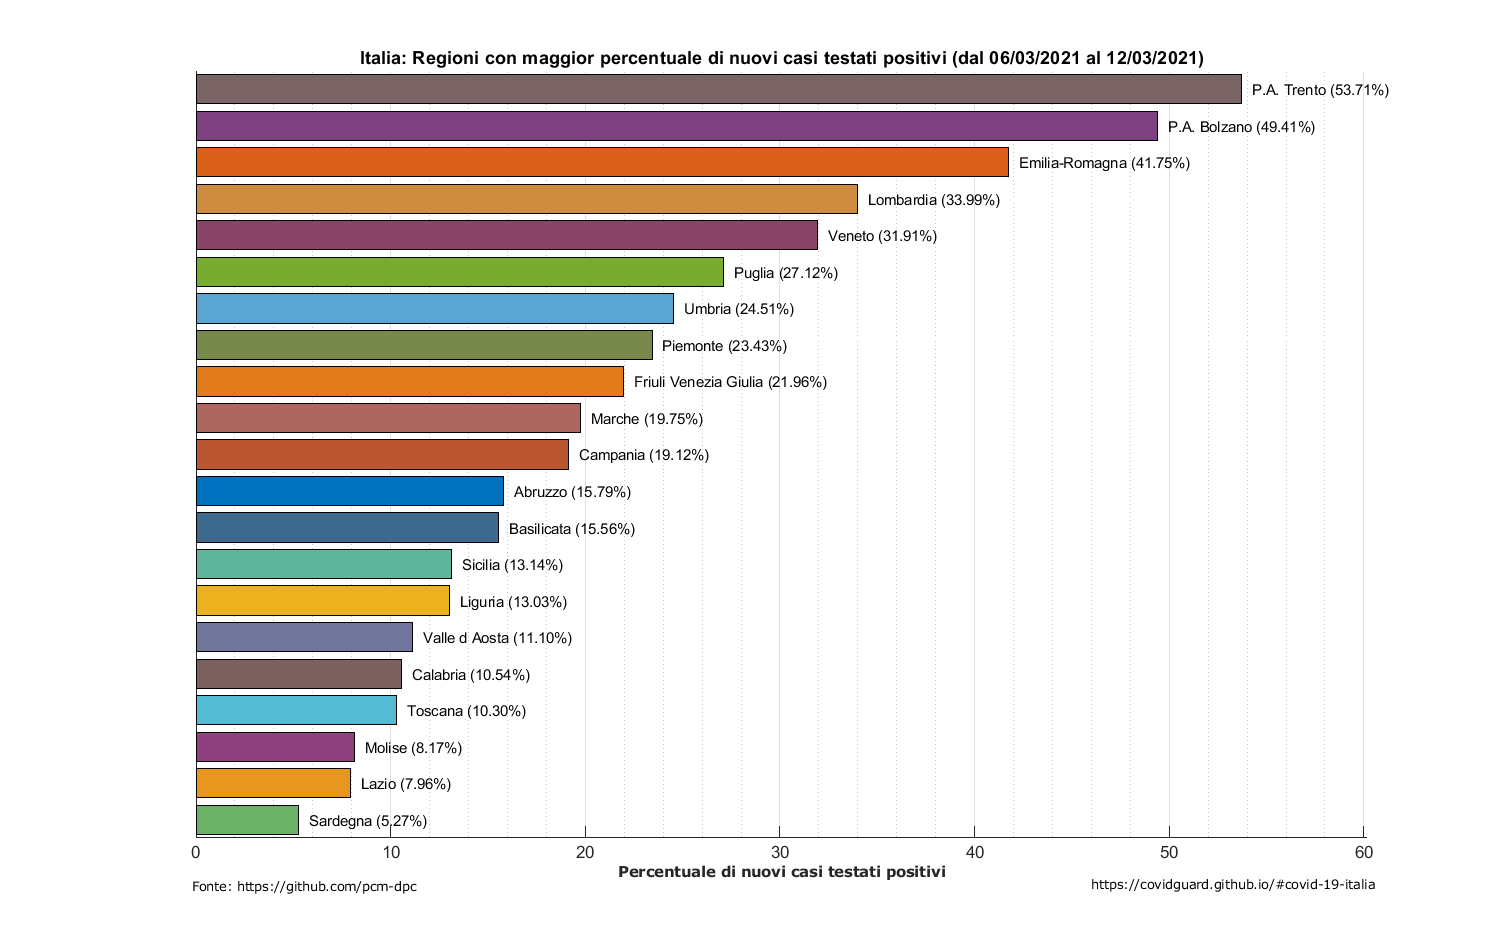 Italia: Regioni con maggior percentuale di nuovi casi testati positivi (dal 06/03/2021 al 12/03/2021)
P.A. Trento (53.71%)
P.A. Bolzano (49.41%)
Emilia-Romagna (41.75%)
Lombardia (33.99%)
Veneto (31.91%)
Puglia (27.12%)
Umbria (24.51%)
Piemonte (23.43%)
Friuli Venezia Giulia (21.96%)
Marche (19.75%)
Campania (19.12%)
Abruzzo (15.79%)
Basilicata (15.56%)
Sicilia (13.14%)
Liguria (13.03%)
Valle d Aosta (11.10%)
Calabria (10.54%)
Toscana (10.30%)
Molise (8.17%)
Lazio (7.96%)
Sardegna (5.27%)
0 10 20 30 40 50 60
Percentuale di nuovi casi testati positivi
Fonte: https://github.com/pcm-dpc
https://covidguard.github.io/#covid-19-italia